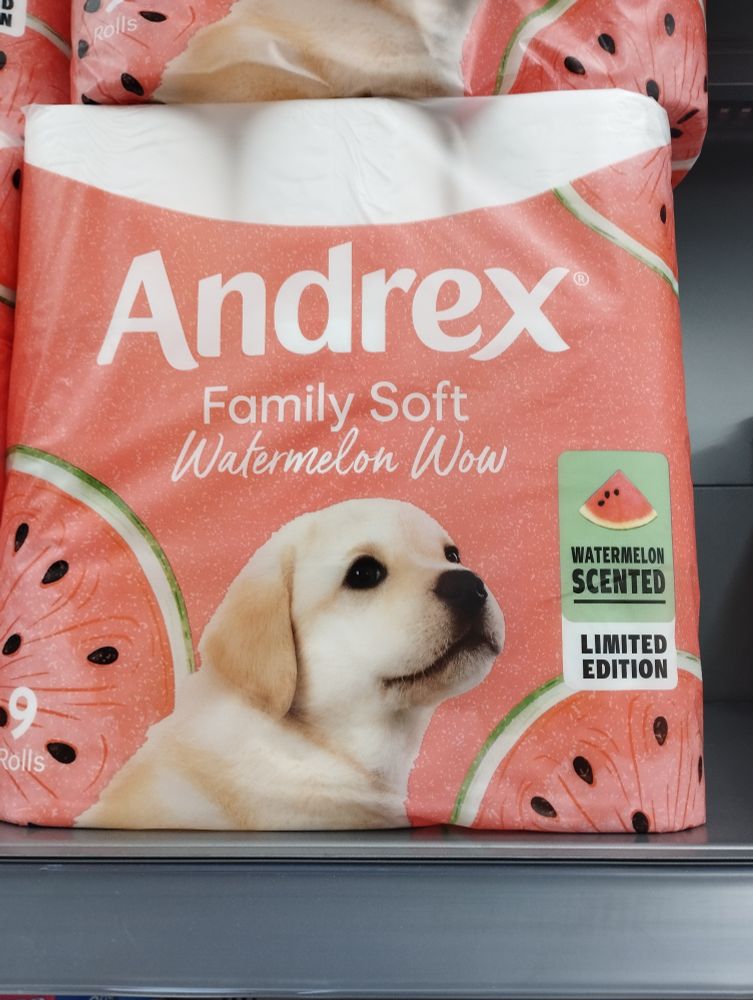 D
N
Rolls
Andrex®
Family Soft
Watermelon Wow
WATERMELON
SCENTED
LIMITED
EDITION
9
Rolls